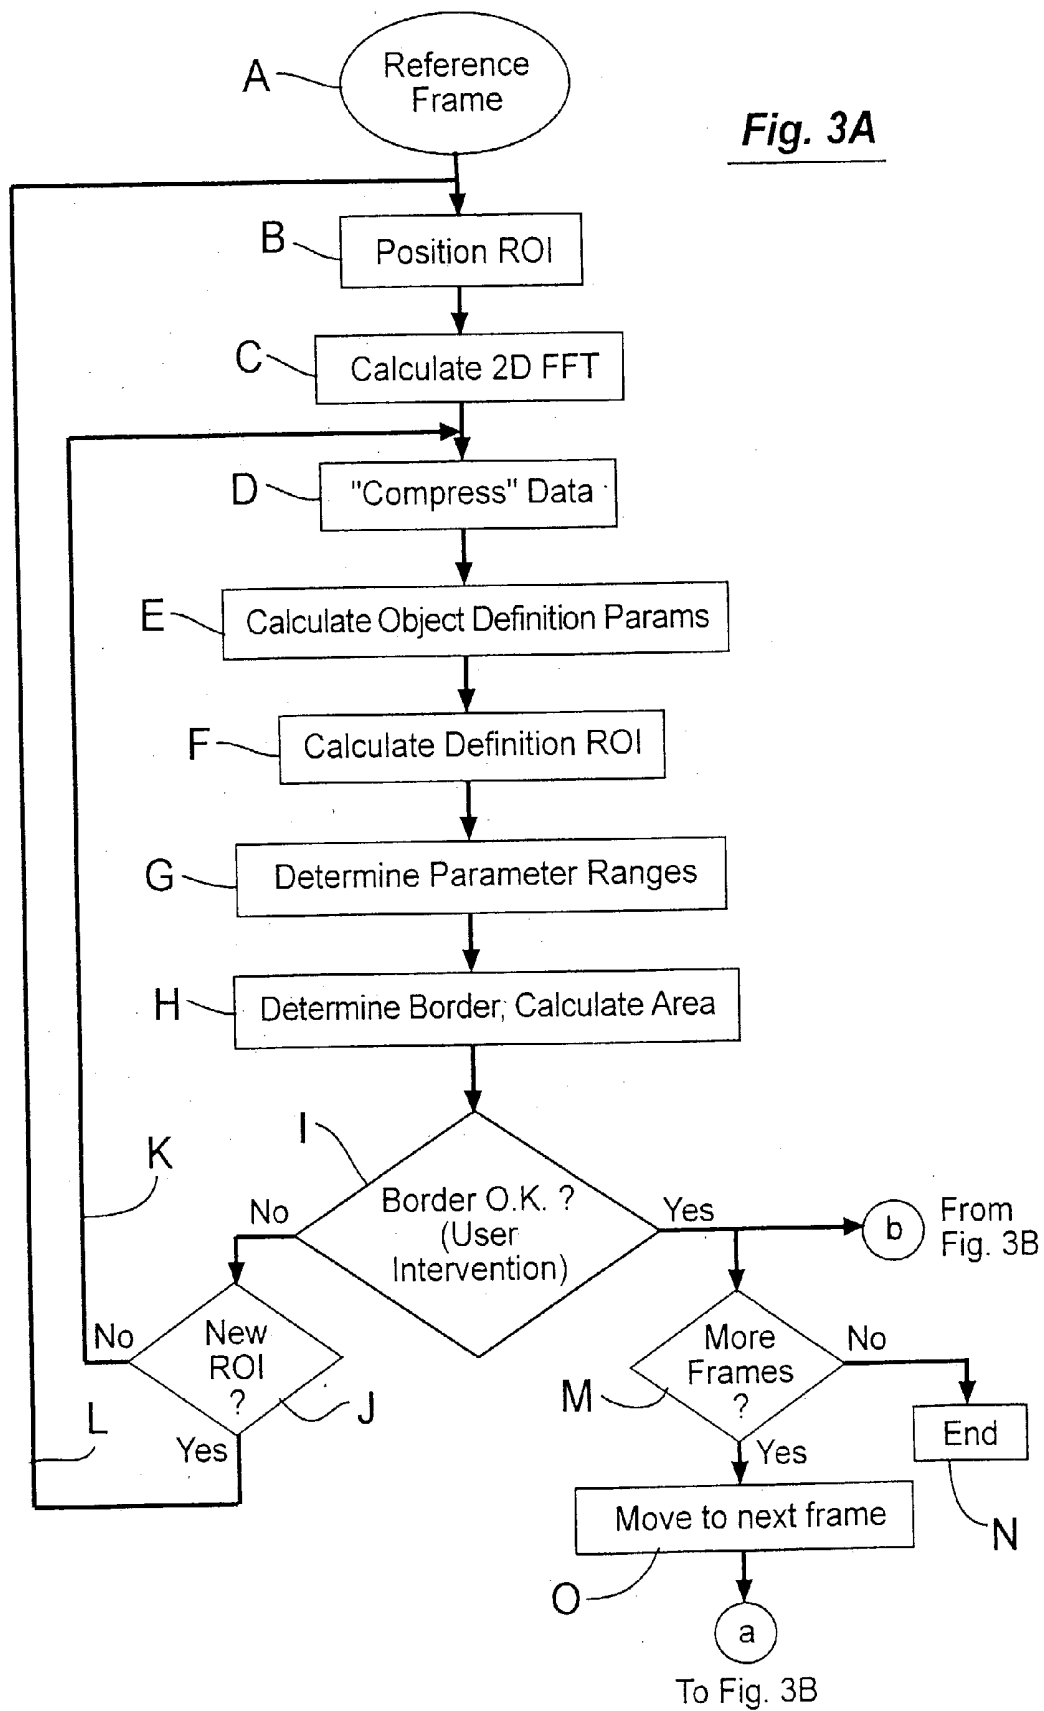 A
Reference
Frame
Fig. 3A
B
Position ROI
C
Calculate 2D FFT
D
"Compress" Data
E
Calculate Object Definition Params
F
Calculate Definition ROI
G
Determine Parameter Ranges
H
Determine Border, Calculate Area
I
K
Border O.K. ?
(User
Intervention)
No
Yes
b
From
Fig. 3B
New
ROI
?
No
J
L
Yes
More
Frames
?
No
M
End
Yes
N
Move to next frame
O
a
To Fig. 3B